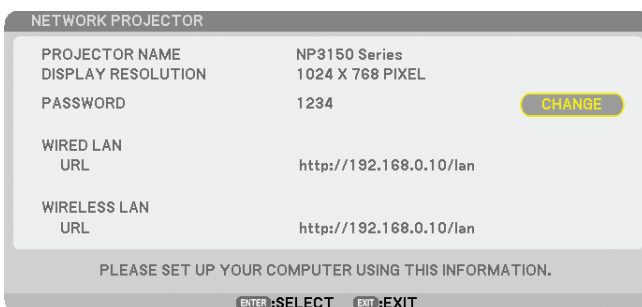 NETWORK PROJECTOR
PROJECTOR NAME NP3150 Series
DISPLAY RESOLUTION 1024 X 768 PIXEL
PASSWORD 1234 CHANGE
WIRED LAN
URL http://192.168.0.10/lan
WIRELESS LAN
URL http://192.168.0.10/lan
PLEASE SET UP YOUR COMPUTER USING THIS INFORMATION.
ENTER :SELECT EXIT :EXIT